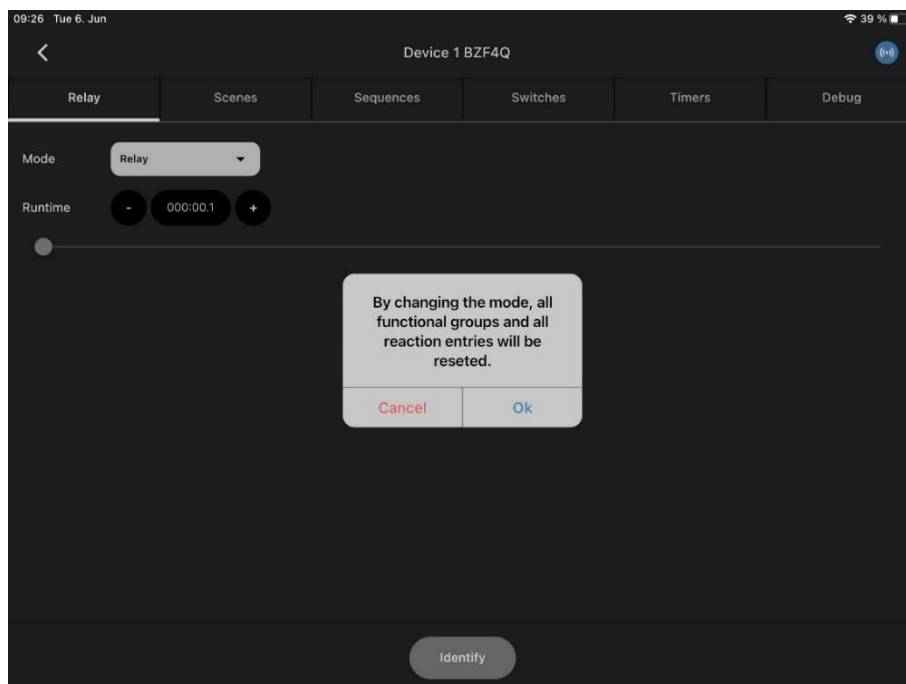 09:26 Tue 6. Jun 39 %
Device 1 BZF4Q
Relay Scenes Sequences Switches Timers Debug
Mode Relay
Runtime - 000:00.1 +
By changing the mode, all
functional groups and all
reaction entries will be
reseted.
Cancel Ok
Identify